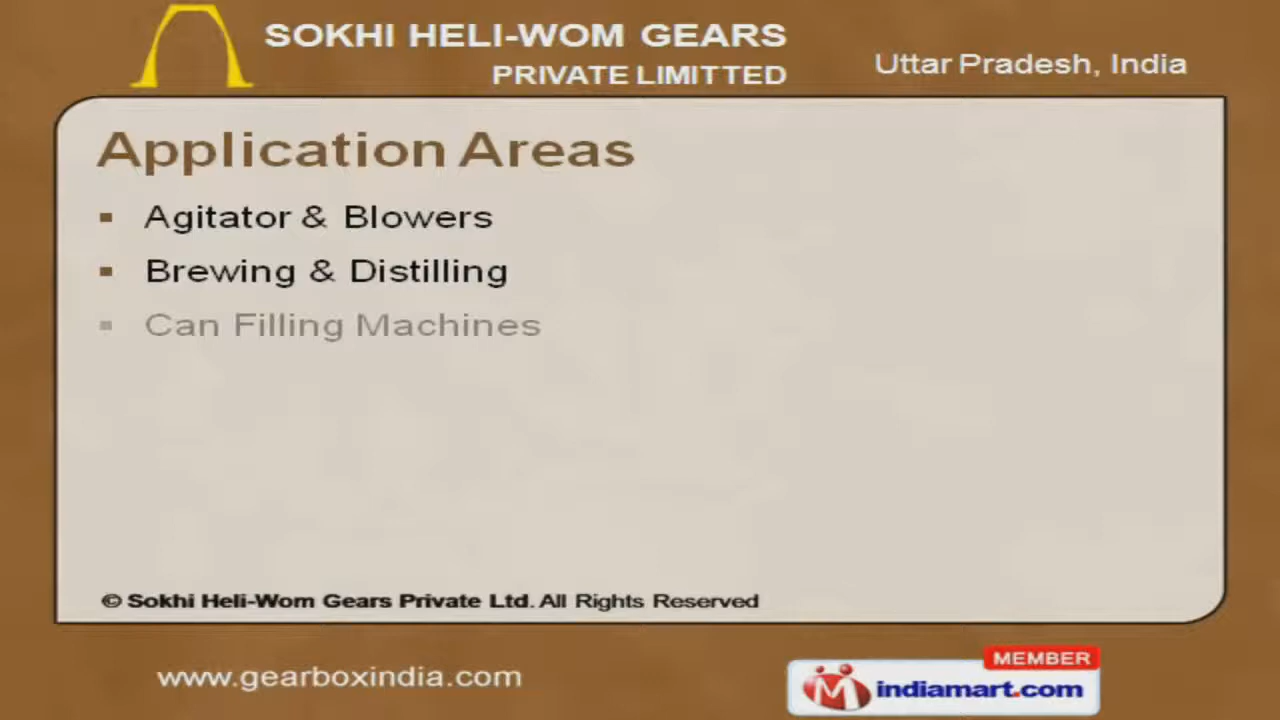 SOKHI HELI-WOM GEARS
PRIVATE LIMITTED
Uttar Pradesh, India
Application Areas
▪ Agitator & Blowers
▪ Brewing & Distilling
▪ Can Filling Machines
© Sokhi Heli-Wom Gears Private Ltd. All Rights Reserved
www.gearboxindia.com
MEMBER
indiamart.com